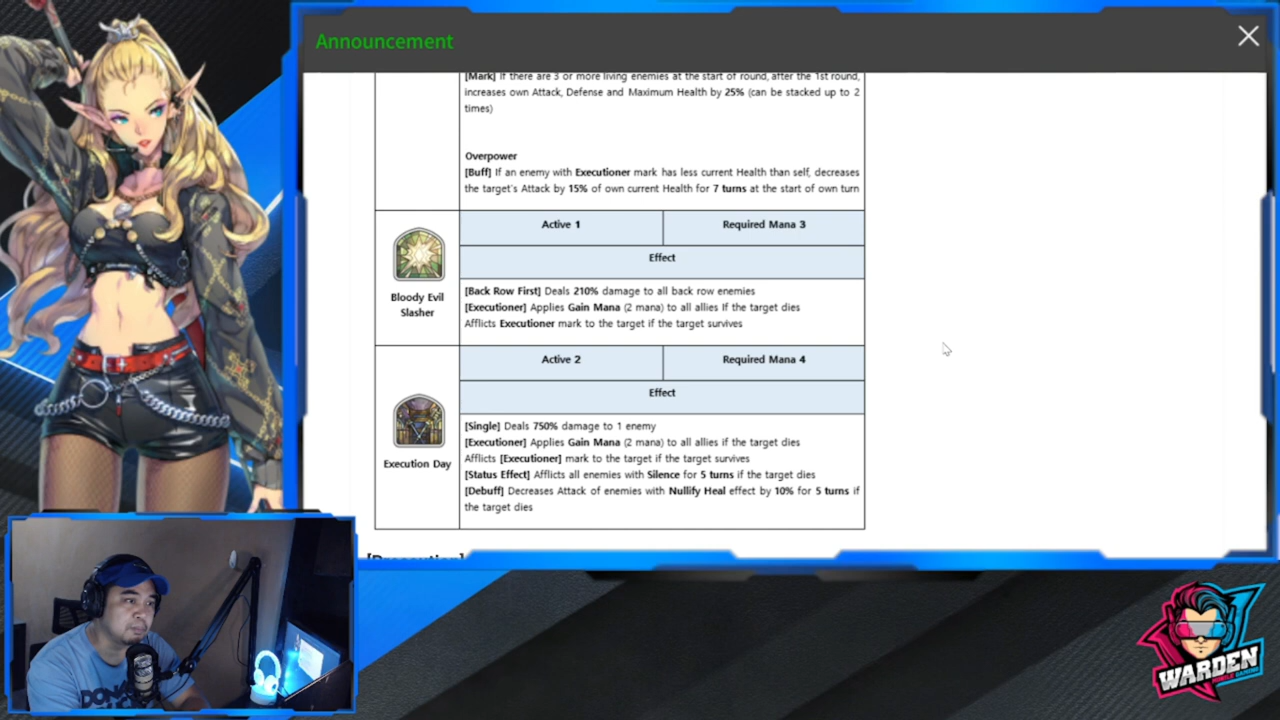 Announcement
[Mark] If there are 3 or more living enemies at the start of round, after the 1st round,
increases own Attack, Defense and Maximum Health by 25% (can be stacked up to 2
times)
Overpower
[Buff] If an enemy with Executioner mark has less current Health than self, decreases
the target's Attack by 15% of own current Health for 7 turns at the start of own turn
Bloody Evil
Slasher
Active 1
Required Mana 3
Effect
[Back Row First] Deals 210% damage to all back row enemies
[Executioner] Applies Gain Mana (2 mana) to all allies If the target dies
Afflicts Executioner mark to the target if the target survives
Execution Day
Active 2
Required Mana 4
Effect
[Single] Deals 750% damage to 1 enemy
[Executioner] Applies Gain Mana (2 mana) to all allies if the target dies
Afflicts [Executioner] mark to the target if the target survives
[Status Effect] Afflicts all enemies with Silence for 5 turns if the target dies
[Debuff] Decreases Attack of enemies with Nullify Heal effect by 10% for 5 turns if
the target dies
WARDEN
MOBILE GAMING